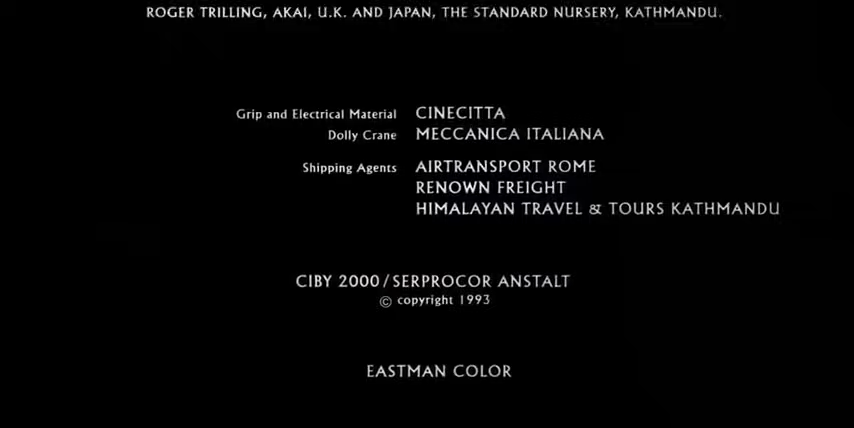 ROGER TRILLING, AKAI, U.K. AND JAPAN, THE STANDARD NURSERY, KATHMANDU.
Grip and Electrical Material CINECITTA
Dolly Crane MECCANICA ITALIANA
Shipping Agents AIRTRANSPORT ROME
RENOWN FREIGHT
HIMALAYAN TRAVEL & TOURS KATHMANDU
CIBY 2000/SERPROCOR ANSTALT
© copyright 1993
EASTMAN COLOR